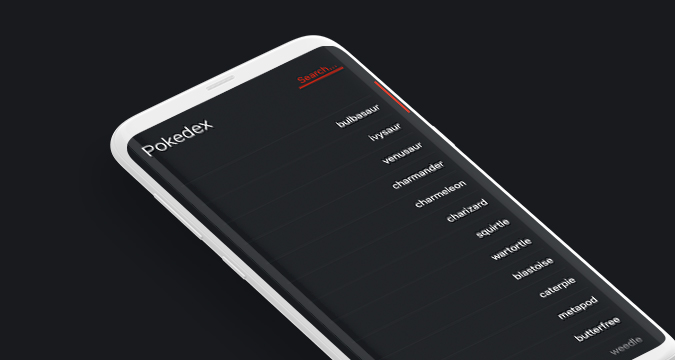 Pokedex
Search...
bulbasaur
ivysaur
venusaur
charmander
charmeleon
charizard
squirtle
wartortle
blastoise
caterpie
metapod
butterfree
weedle